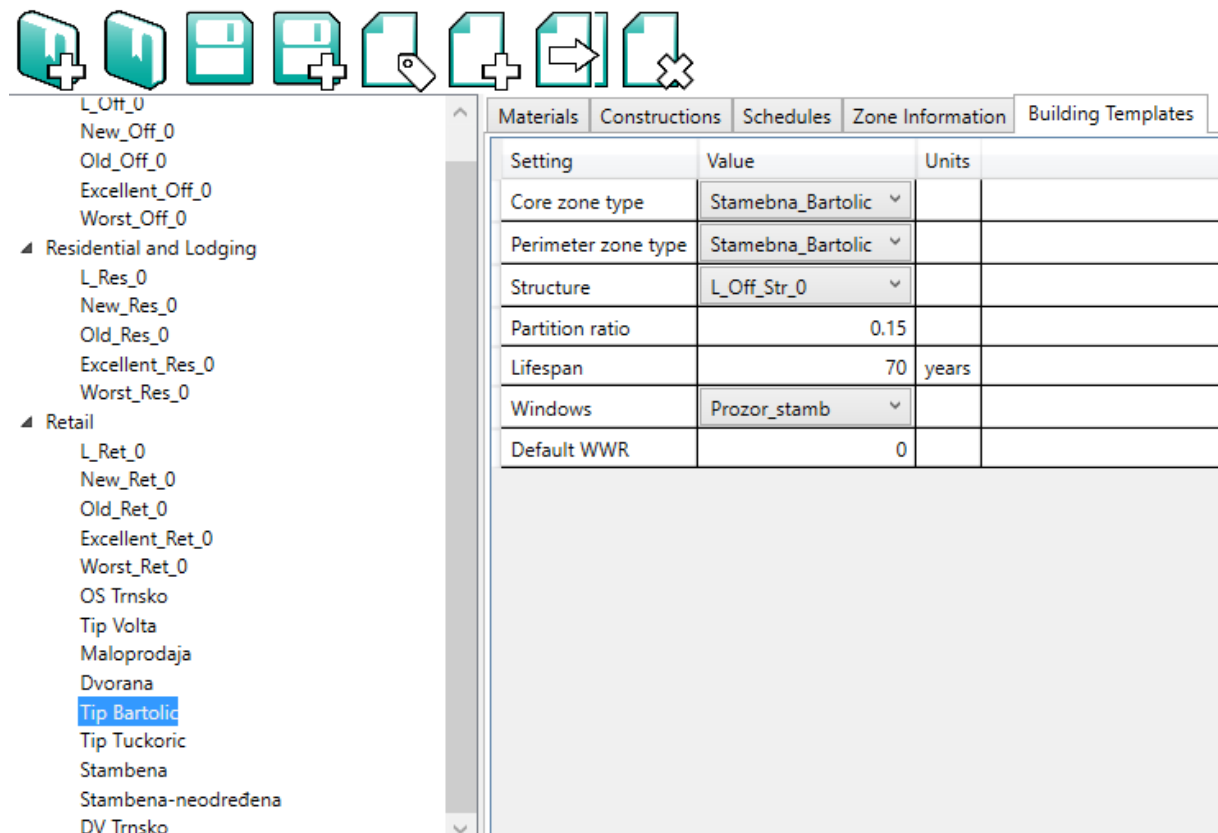 L_Off_0
New_Off_0
Old_Off_0
Excellent_Off_0
Worst_Off_0
Residential and Lodging
L_Res_0
New_Res_0
Old_Res_0
Excellent_Res_0
Worst_Res_0
Retail
L_Ret_0
New_Ret_0
Old_Ret_0
Excellent_Ret_0
Worst_Ret_0
OS Trnsko
Tip Volta
Maloprodaja
Dvorana
Tip Bartolic
Tip Tuckoric
Stambena
Stambena-neodređena
DV Trnsko
Materials Constructions Schedules Zone Information Building Templates
Setting Value Units
Core zone type Stamebna_Bartolic
Perimeter zone type Stamebna_Bartolic
Structure L_Off_Str_0
Partition ratio 0.15
Lifespan 70 years
Windows Prozor_stamb
Default WWR 0